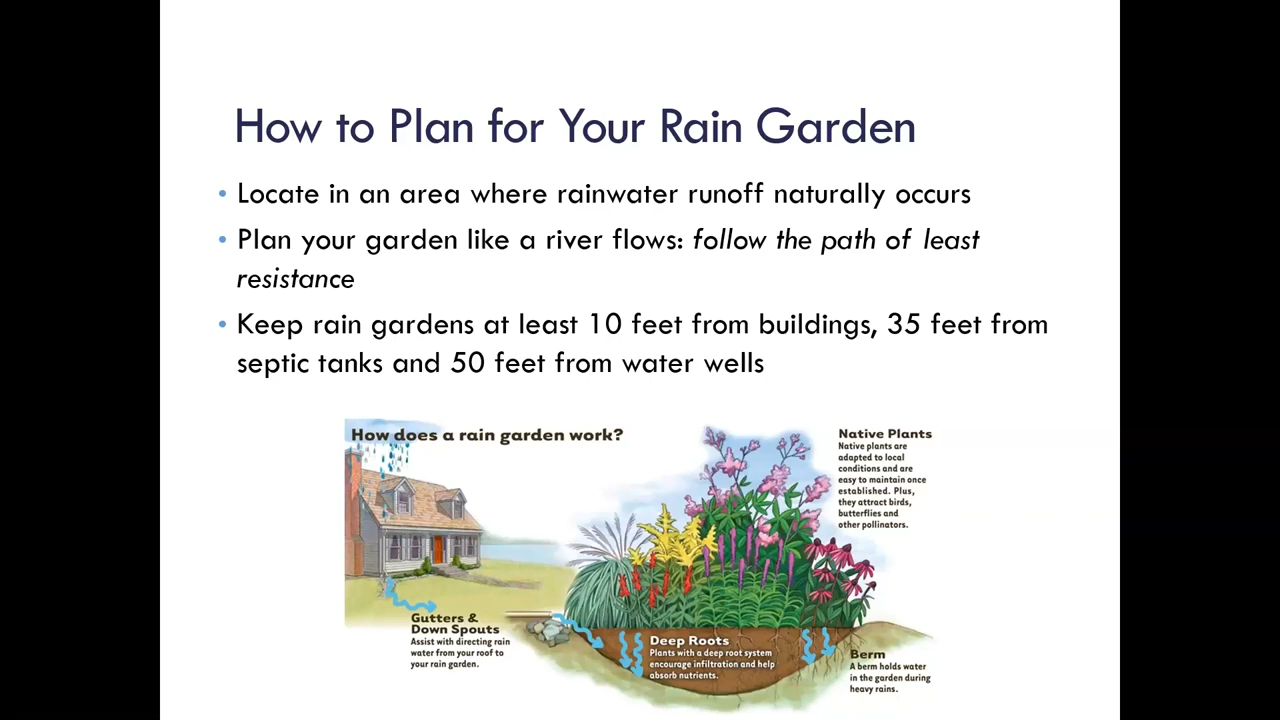 How to Plan for Your Rain Garden
• Locate in an area where rainwater runoff naturally occurs
• Plan your garden like a river flows: follow the path of least
resistance
• Keep rain gardens at least 10 feet from buildings, 35 feet from
septic tanks and 50 feet from water wells
How does a rain garden work?
Native Plants
Native plants are
adapted to local
conditions and are
easy to maintain once
established. Plus,
they attract birds,
butterflies and
other pollinators.
Gutters &
Down Spouts
Assist with directing rain
water from your roof to
your rain garden.
Deep Roots
Plants with a deep root system
encourage infiltration and help
absorb nutrients.
Berm
A berm holds water
in the garden during
heavy rains.